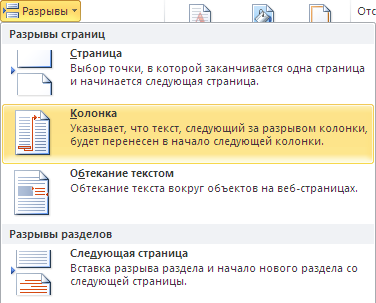 Разрывы
Отс
Разрывы страниц
Страница
Выбор точки, в которой заканчивается одна страница
и начинается следующая страница.
Колонка
Указывает, что текст, следующий за разрывом колонки,
будет перенесен в начало следующей колонки.
Обтекание текстом
Обтекание текста вокруг объектов на веб-страницах.
Разрывы разделов
Следующая страница
Вставка разрыва раздела и начало нового раздела со
следующей страницы.